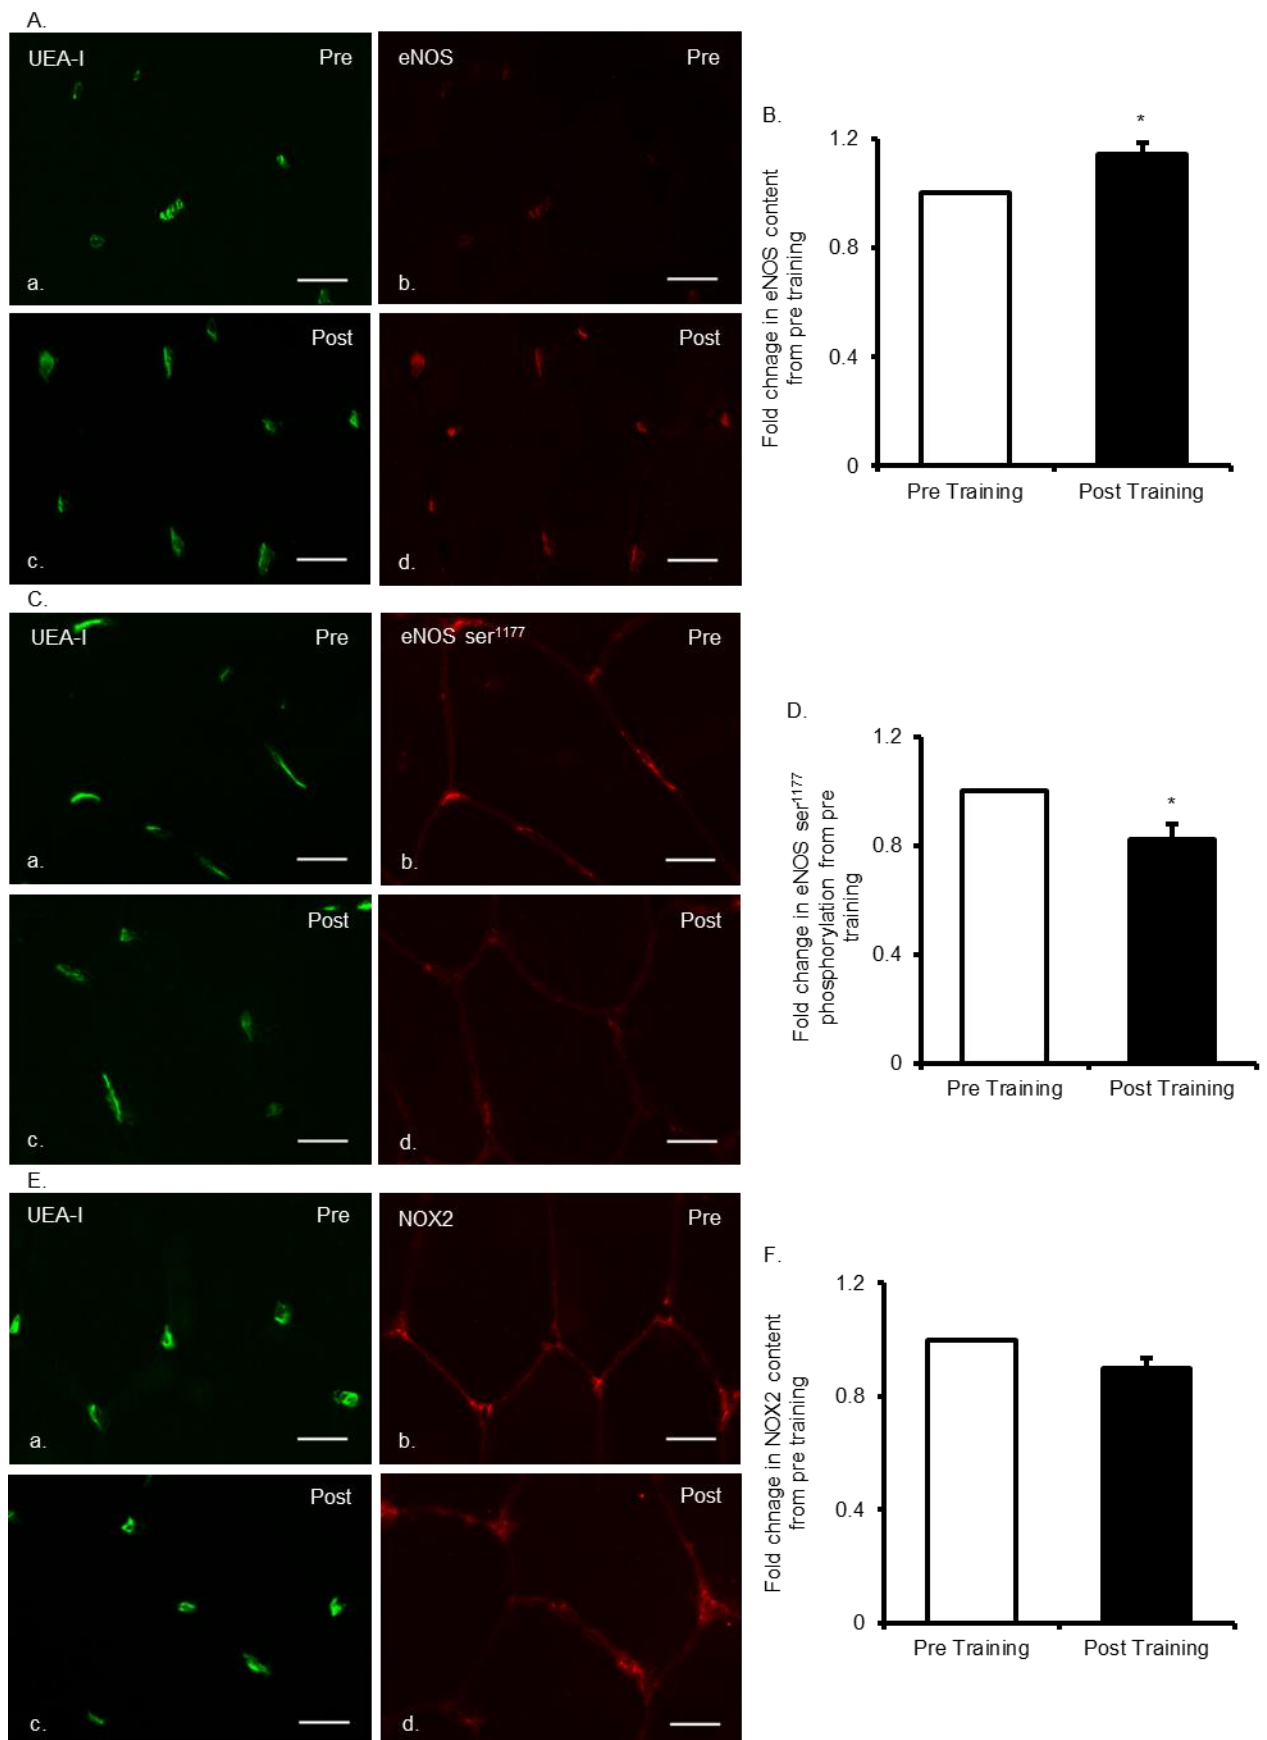 A.
UEA-I Pre
a.
eNOS Pre
b.
Post
c.
Post
d.
B.
*
1.2
0.8
0.4
0
Fold chnage in eNOS content
from pre training
Pre Training Post Training
C.
UEA-I Pre
a.
eNOS ser1177 Pre
b.
Post
c.
Post
d.
D.
*
1.2
0.8
0.4
0
Fold change in eNOS ser1177
phosphorylation from pre
training
Pre Training Post Training
E.
UEA-I Pre
a.
NOX2 Pre
b.
Post
c.
Post
d.
F.
1.2
0.8
0.4
0
Fold chnage in NOX2 content
from pre training
Pre Training Post Training